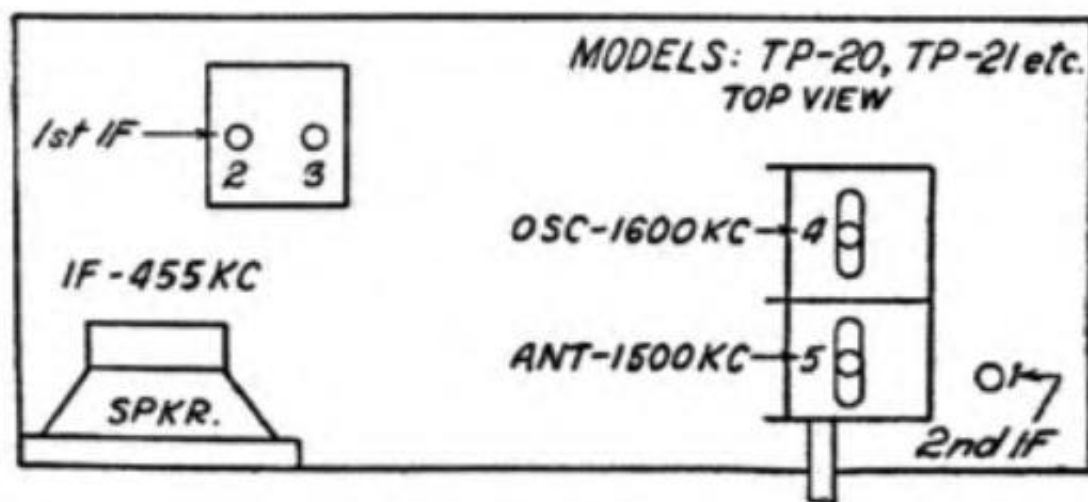 MODELS: TP-20, TP-21 etc.
TOP VIEW
1st IF
2 3
OSC-1600KC 4
IF-455KC
ANT-1500KC 5
SPKR.
2nd IF